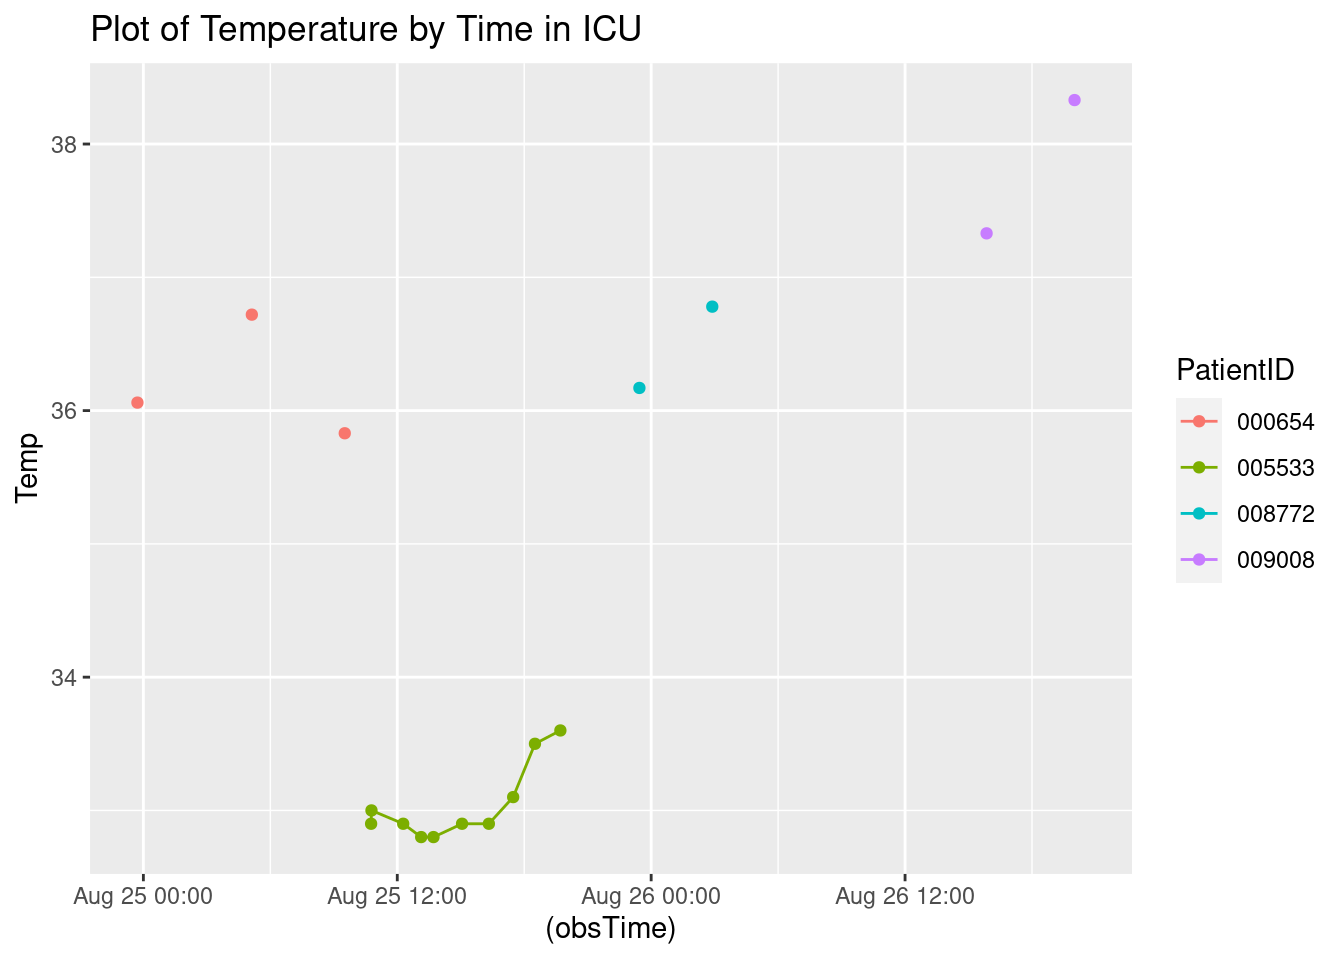 Plot of Temperature by Time in ICU
38
36
34
Temp
Aug 25 00:00
Aug 25 12:00
Aug 26 00:00
Aug 26 12:00
(obsTime)
PatientID
000654
005533
008772
009008